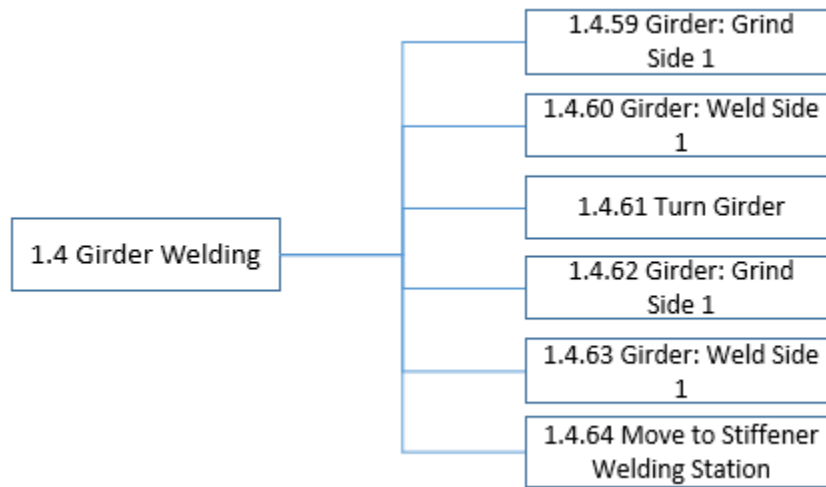 1.4.59 Girder: Grind
Side 1
1.4.60 Girder: Weld Side
1
1.4.61 Turn Girder
1.4 Girder Welding
1.4.62 Girder: Grind
Side 1
1.4.63 Girder: Weld Side
1
1.4.64 Move to Stiffener
Welding Station